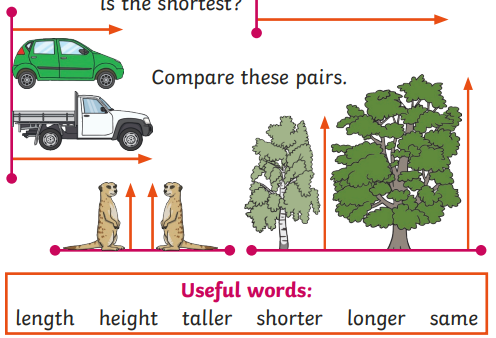 is the shortest?
Compare these pairs.
Useful words:
length height taller shorter longer same